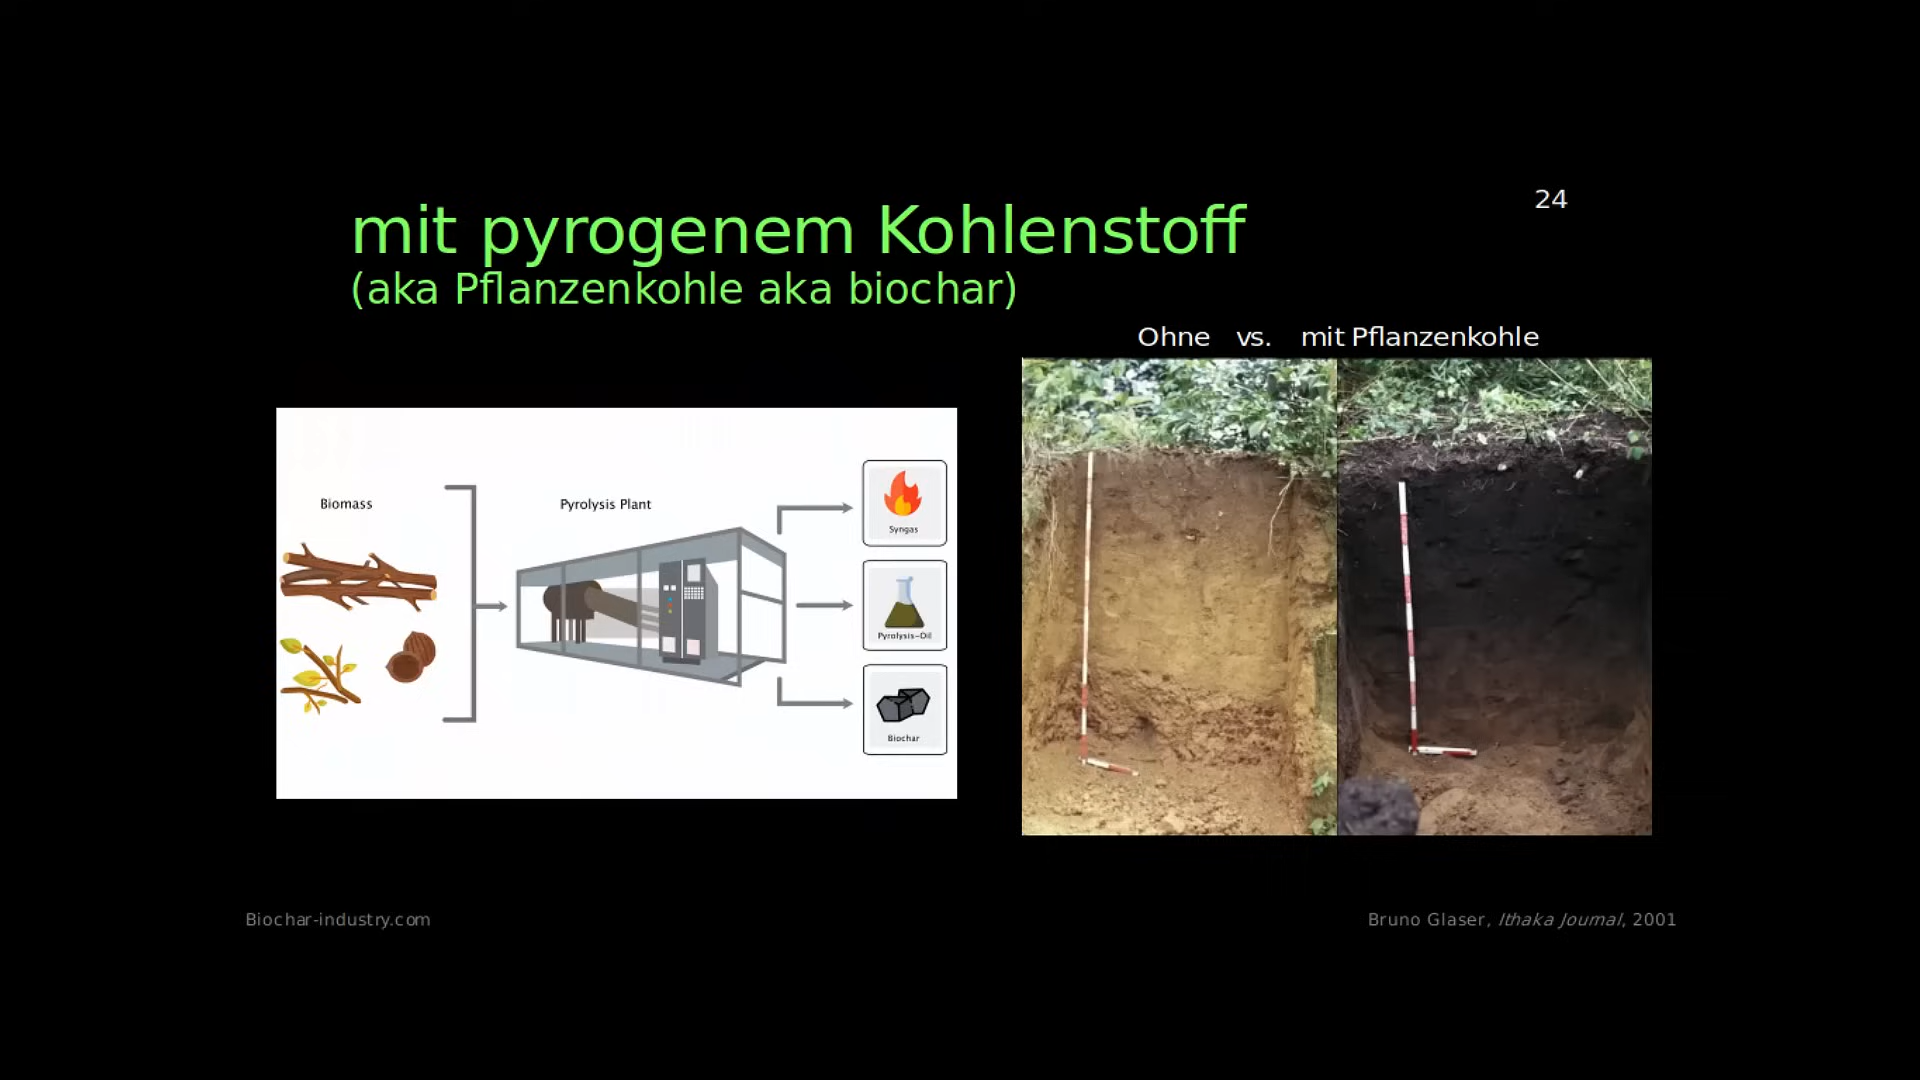 24
mit pyrogenem Kohlenstoff
(aka Pflanzenkohle aka biochar)
Ohne vs. mit Pflanzenkohle
Biomass
Pyrolysis Plant
Syngas
Pyrolysis-Oil
Biochar
Biochar-industry.com
Bruno Glaser, Ithaka Journal, 2001